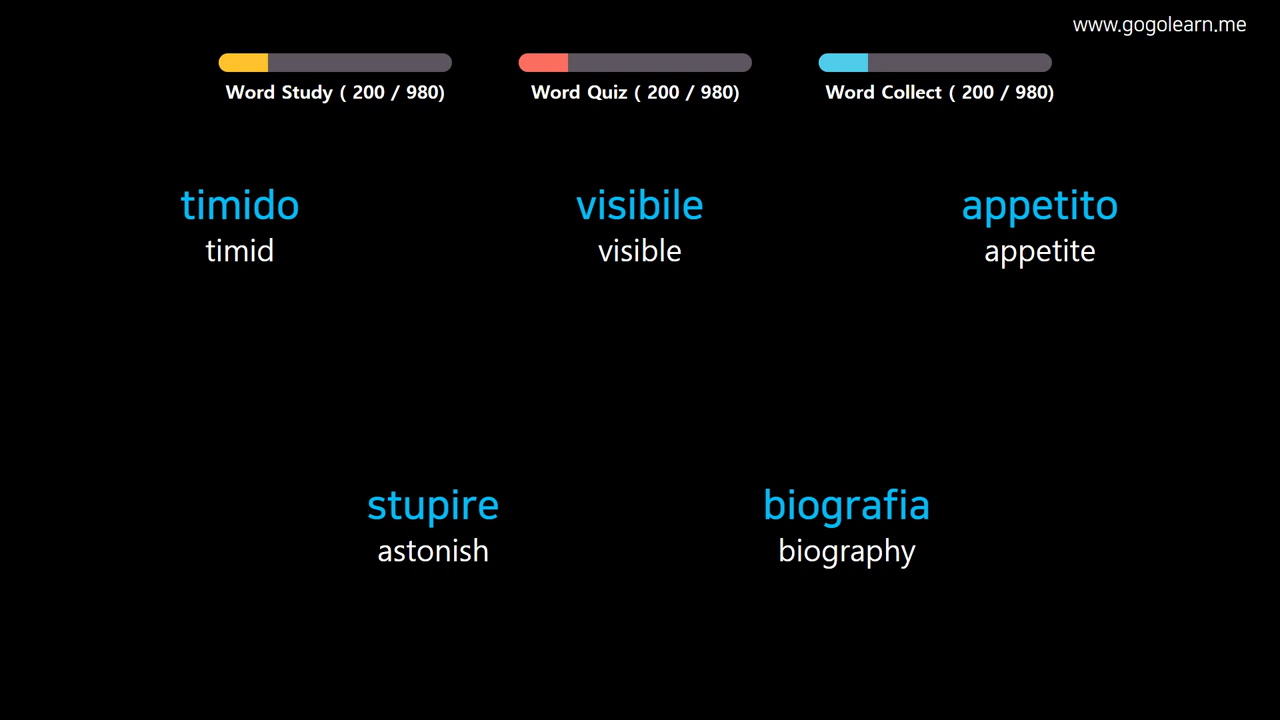 www.gogolearn.me
Word Study ( 200 / 980)
Word Quiz ( 200 / 980)
Word Collect ( 200 / 980)
timido
timid
visibile
visible
appetito
appetite
stupire
astonish
biografia
biography